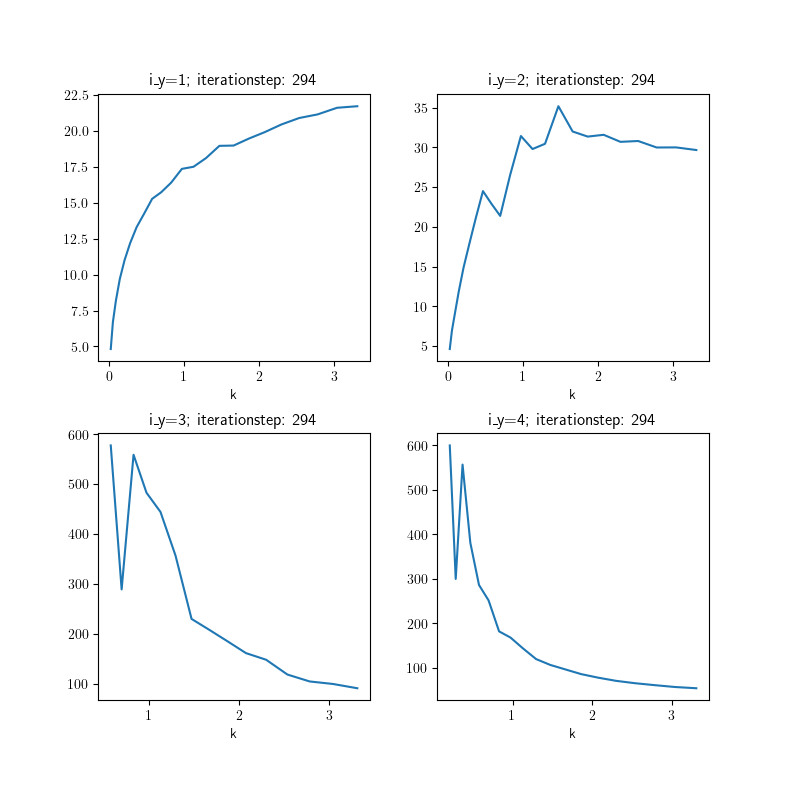 i_y=1; iterationstep: 294
22.5
20.0
17.5
15.0
12.5
10.0
7.5
5.0
0 1 2 3
k
i_y=2; iterationstep: 294
35
30
25
20
15
10
5
0 1 2 3
k
i_y=3; iterationstep: 294
600
500
400
300
200
100
1 2 3
k
i_y=4; iterationstep: 294
600
500
400
300
200
100
1 2 3
k